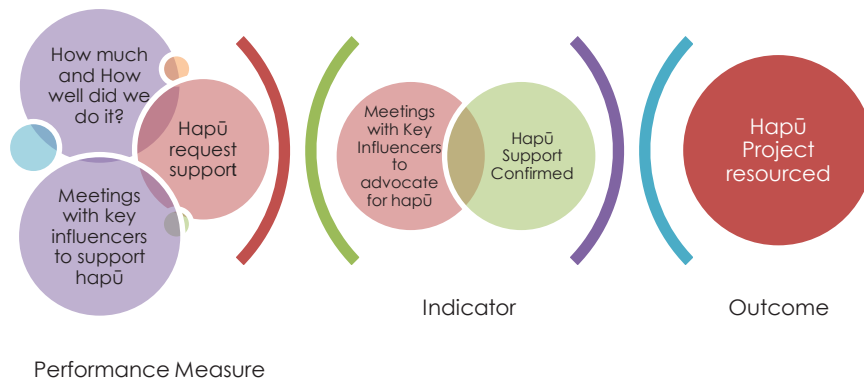 How much
and How
well did we
do it?
Hapū
request
support
Meetings
with key
influencers
to support
hapū
Performance Measure
Meetings
with Key
Influencers
to
advocate
for hapū
Hapū
Support
Confirmed
Indicator
Hapū
Project
resourced
Outcome